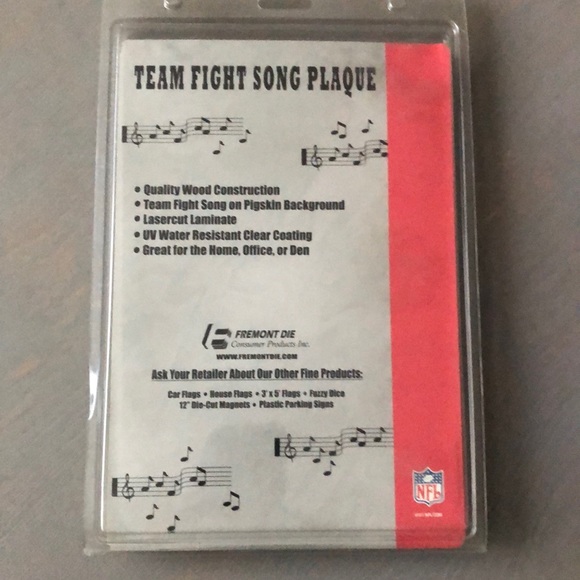 TEAM FIGHT SONG PLAQUE
• Quality Wood Construction
• Team Fight Song on Pigskin Background
• Lasercut Laminate
• UV Water Resistant Clear Coating
• Great for the Home, Office, or Den
FREMONT DIE
Consumer Products Inc.
WWW.FREMONTDIE.COM
Ask Your Retailer About Our Other Fine Products:
Car Flags • House Flags • 3' x 5' Flags • Fuzzy Dice
12" Die-Cut Magnets • Plastic Parking Signs
NFL